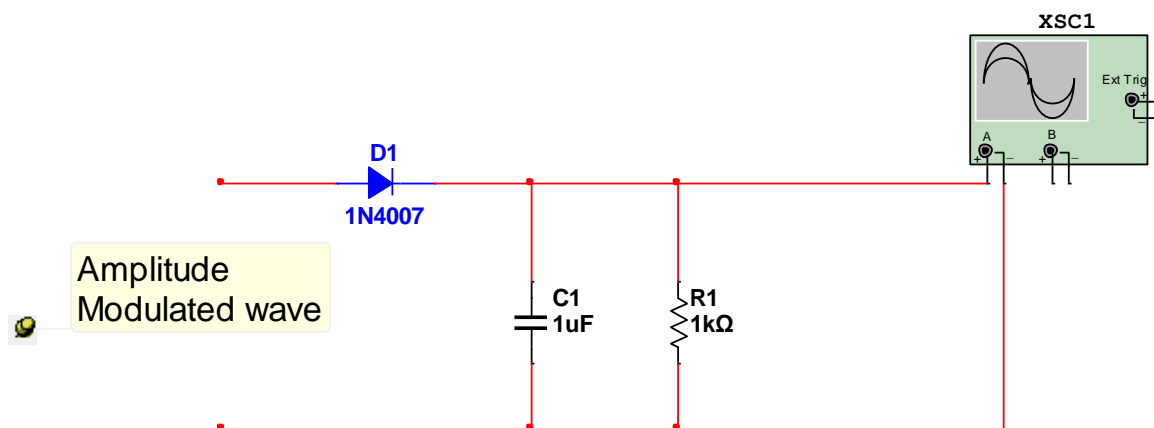 XSC1
Ext Trig
+
_
A
B
+
_
+
_
D1
1N4007
Amplitude
Modulated wave
C1
1uF
R1
1kΩ